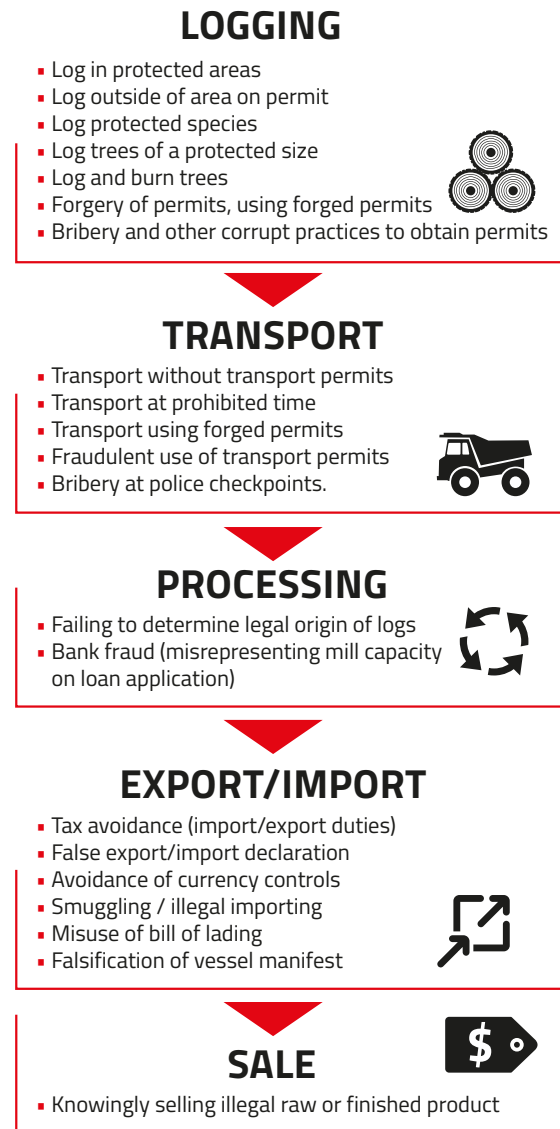 LOGGING
▪ Log in protected areas
▪ Log outside of area on permit
▪ Log protected species
▪ Log trees of a protected size
▪ Log and burn trees
▪ Forgery of permits, using forged permits
▪ Bribery and other corrupt practices to obtain permits
TRANSPORT
▪ Transport without transport permits
▪ Transport at prohibited time
▪ Transport using forged permits
▪ Fraudulent use of transport permits
▪ Bribery at police checkpoints.
PROCESSING
▪ Failing to determine legal origin of logs
▪ Bank fraud (misrepresenting mill capacity
on loan application)
EXPORT/IMPORT
▪ Tax avoidance (import/export duties)
▪ False export/import declaration
▪ Avoidance of currency controls
▪ Smuggling / illegal importing
▪ Misuse of bill of lading
▪ Falsification of vessel manifest
$
SALE
▪ Knowingly selling illegal raw or finished product